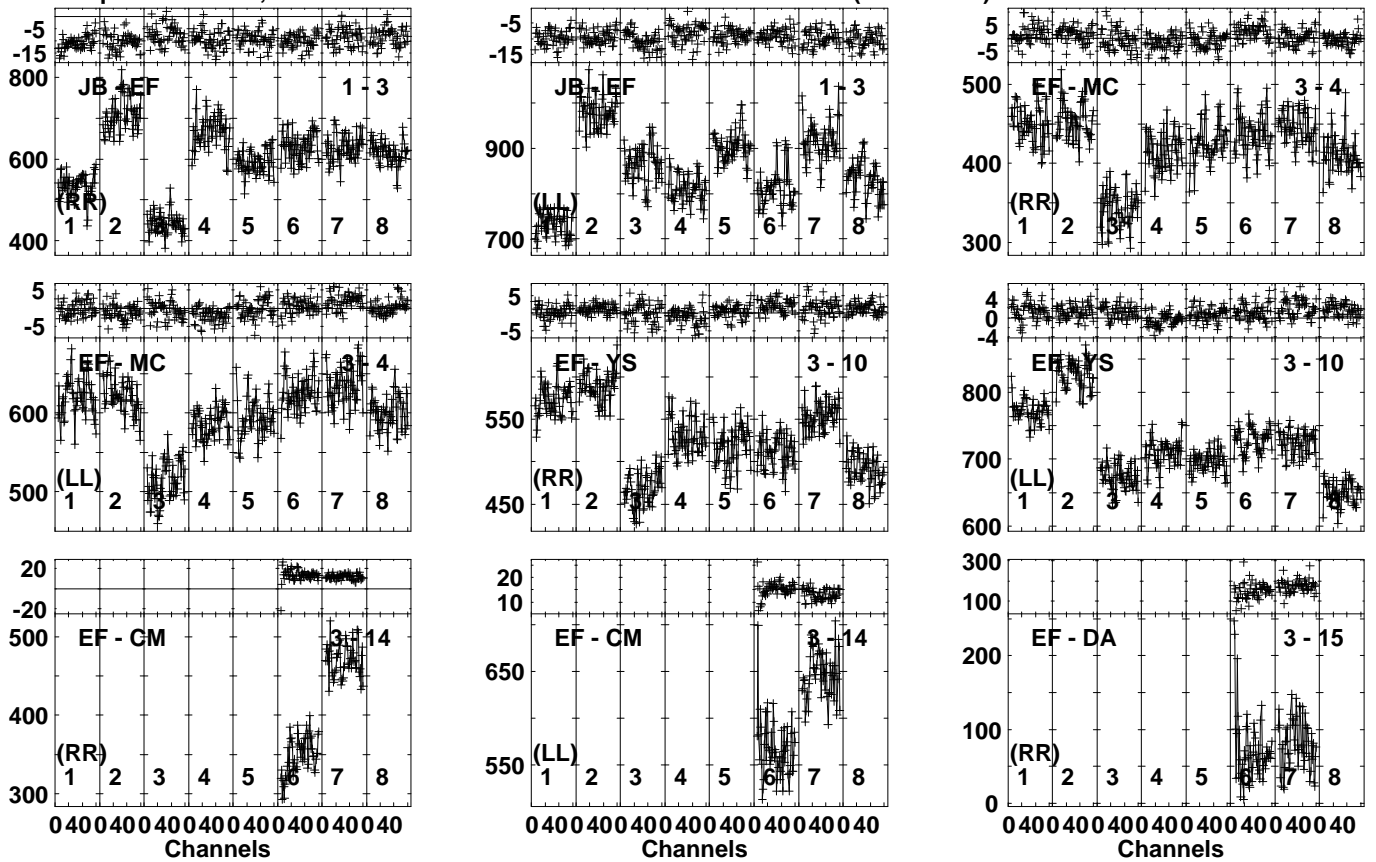 -5 -5 5
-15 -15 -5
800 JB - EF 1 - 3 JB - EF 1 - 3 500 EF - MC 3 - 4
600 900 400
(RR) (LL) (RR)
1 2 3 4 5 6 7 8 1 2 3 4 5 6 7 8 1 2 3 4 5 6 7 8
400 700 300
5 5 4
-5 -5 0
-4
EF - MC 3 - 4 EF - YS 3 - 10 EF - YS 3 - 10
600 550 800
700
(LL) (RR) (LL)
500 1 2 3 4 5 6 7 8 450 1 2 3 4 5 6 7 8 1 2 3 4 5 6 7 8
600
20 20 300
-20 10 100
500 EF - CM 3 - 14 EF - CM 3 - 14 EF - DA 3 - 15
650 200
400 100
(RR) (LL) (RR)
1 2 3 4 5 6 7 8 550 1 2 3 4 5 6 7 8 1 2 3 4 5 6 7 8
300 0
0 40 0 40 0 40 0 40 0 40 0 40 0 40 0 40 0 40 0 40 0 40 0 40 0 40 0 40 0 40 0 40 0 40 0 40 0 40 0 40 0 40 0 40 0 40 0 40
Channels Channels Channels